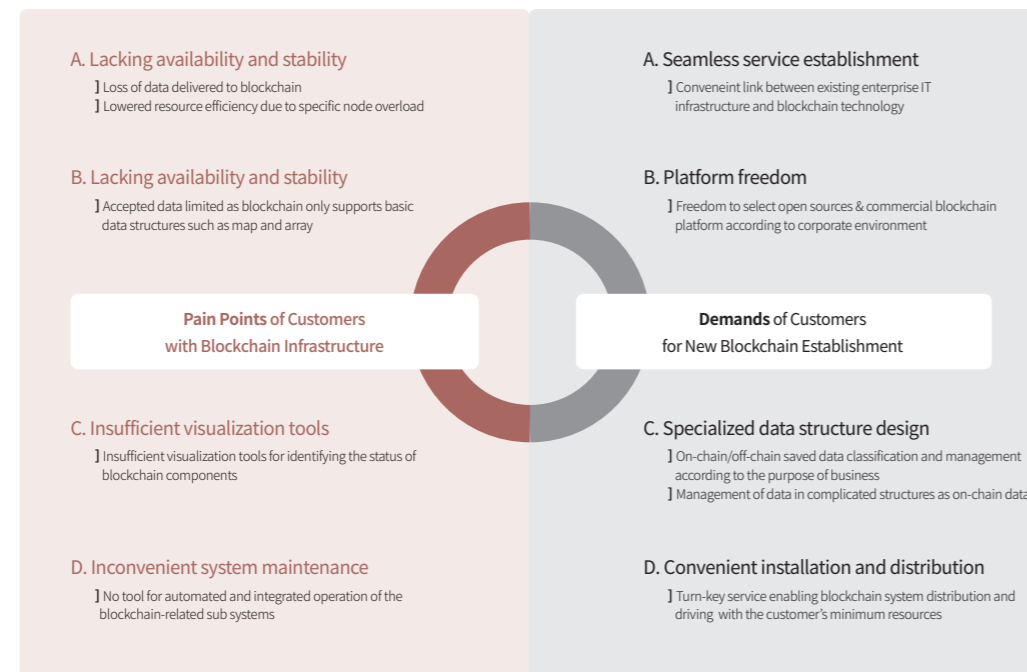 A. Lacking availability and stability
] Loss of data delivered to blockchain
] Lowered resource efficiency due to specific node overload
B. Lacking availability and stability
] Accepted data limited as blockchain only supports basic
data structures such as map and array
Pain Points of Customers
with Blockchain Infrastructure
C. Insufficient visualization tools
] Insufficient visualization tools for identifying the status of
blockchain components
D. Inconvenient system maintenance
] No tool for automated and integrated operation of the
blockchain-related sub systems
A. Seamless service establishment
] Conveneint link between existing enterprise IT
infrastructure and blockchain technology
B. Platform freedom
] Freedom to select open sources & commercial blockchain
platform according to corporate environment
Demands of Customers
for New Blockchain Establishment
C. Specialized data structure design
] On-chain/off-chain saved data classification and management
according to the purpose of business
] Management of data in complicated structures as on-chain data
D. Convenient installation and distribution
] Turn-key service enabling blockchain system distribution and
driving with the customer's minimum resources